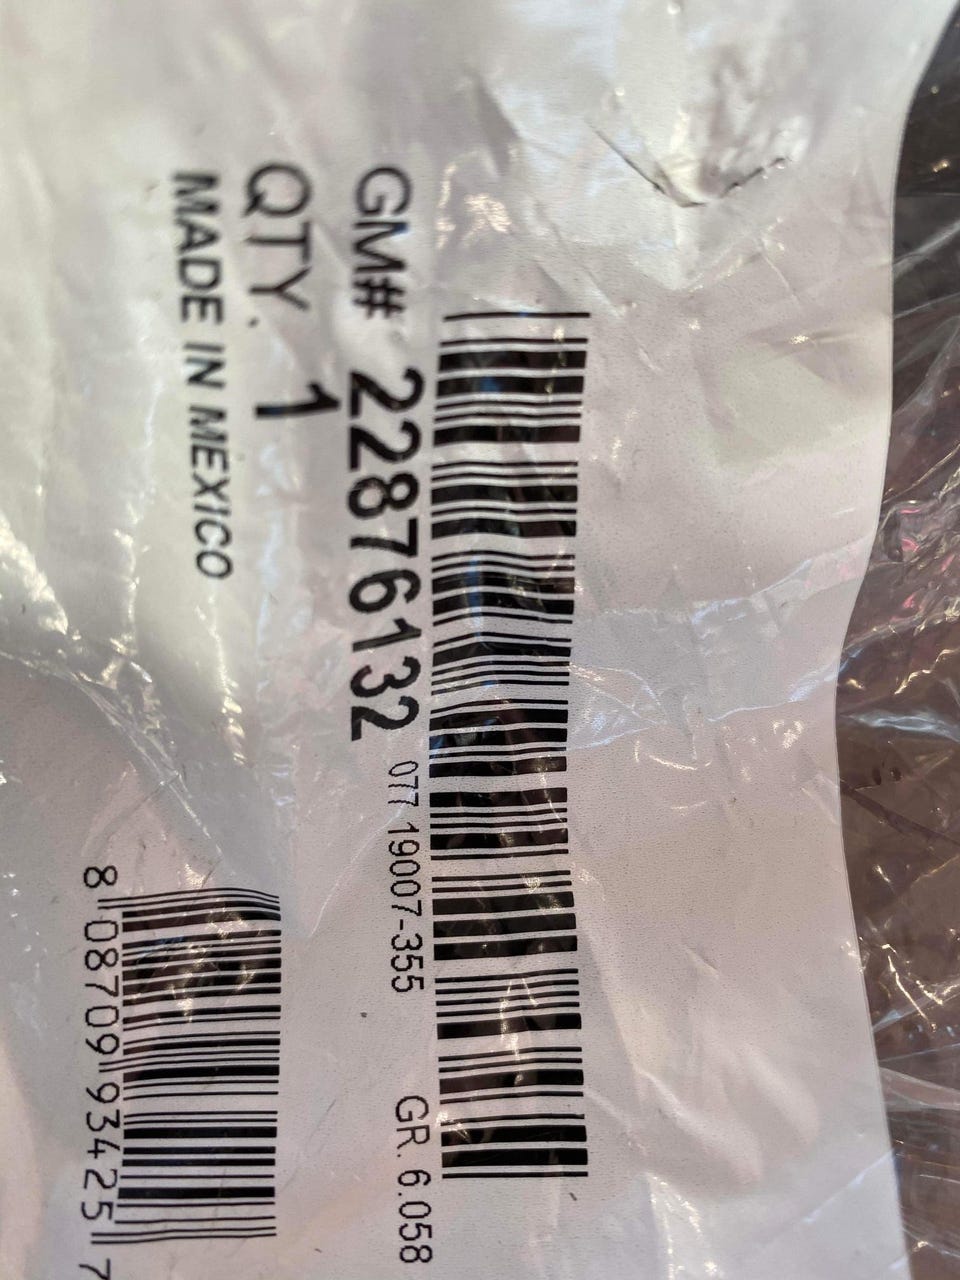 GM# 22876132 077 19007-355 GR. 6.058
QTY. 1
MADE IN MEXICO
8 08709 93425 7